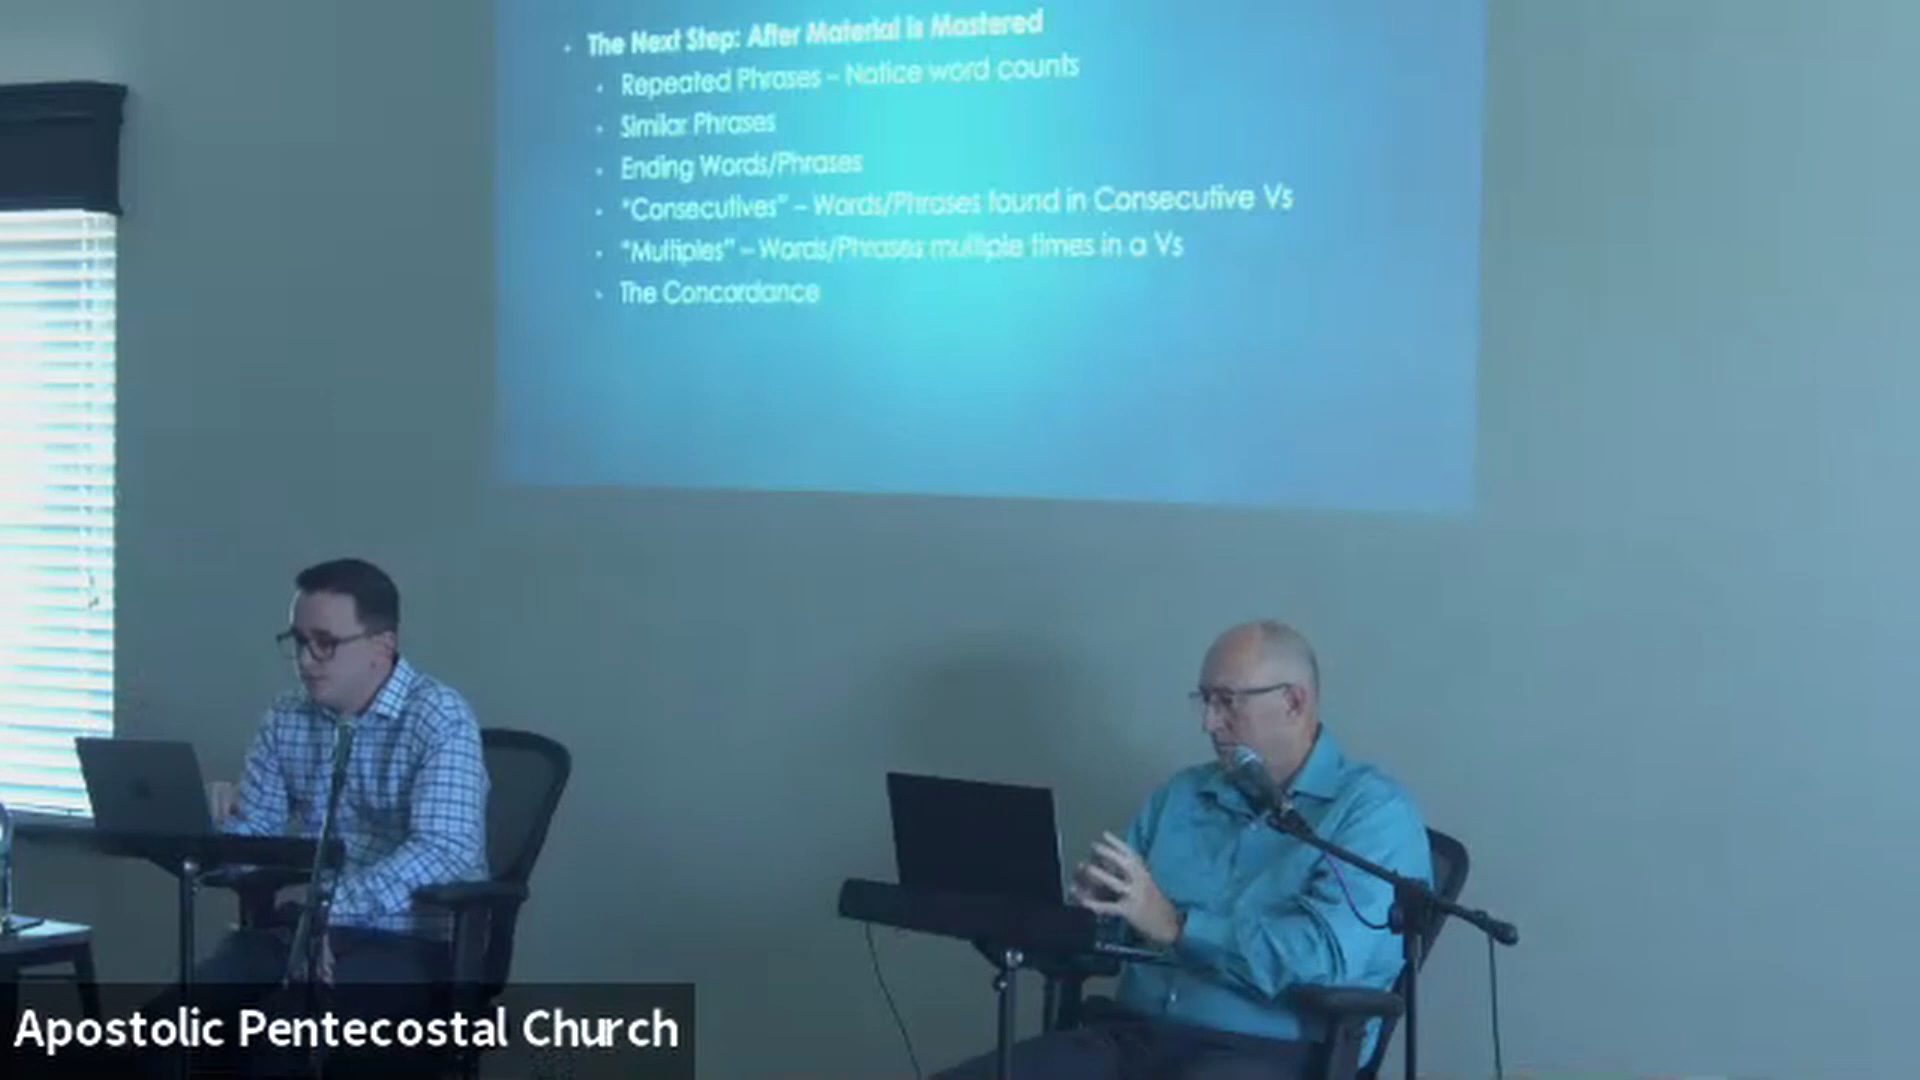 • The Next Step: After Material is Mastered
• Repeated Phrases – Notice word counts
• Similar Phrases
• Ending Words/Phrases
• “Consecutives” – Words/Phrases found in Consecutive Vs
• “Multiples” – Words/Phrases multiple times in a Vs
• The Concordance
Apostolic Pentecostal Church